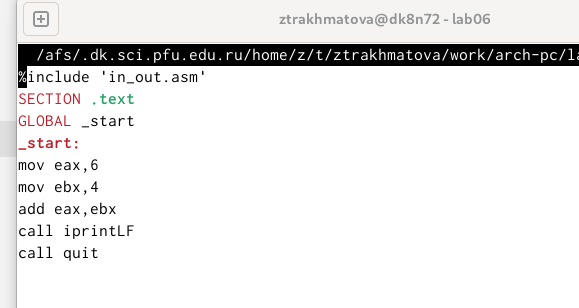 ztrakhmatova@dk8n72 - lab06
/afs/.dk.sci.pfu.edu.ru/home/z/t/ztrakhmatova/work/arch-pc/
%include 'in_out.asm'
SECTION .text
GLOBAL _start
_start:
mov eax,6
mov ebx,4
add eax,ebx
call iprintLF
call quit